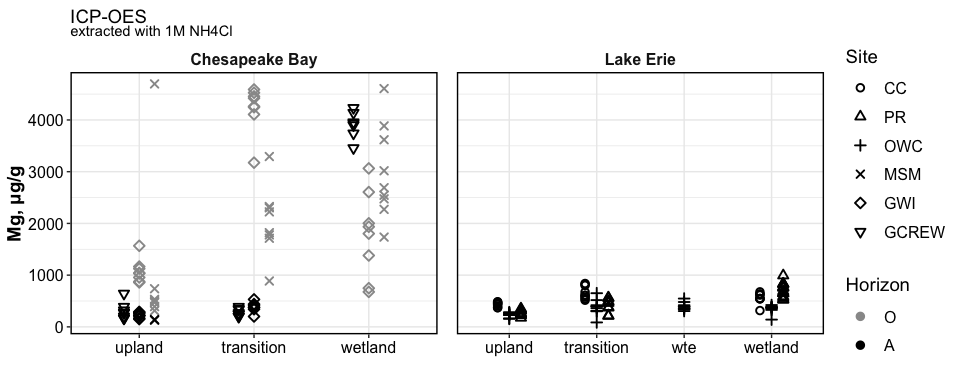 ICP-OES
extracted with 1M NH4Cl
Chesapeake Bay
Lake Erie
Mg, µg/g
4000
3000
2000
1000
0
upland transition wetland
upland transition wte wetland
Site
CC
PR
OWC
MSM
GWI
GCREW
Horizon
O
A